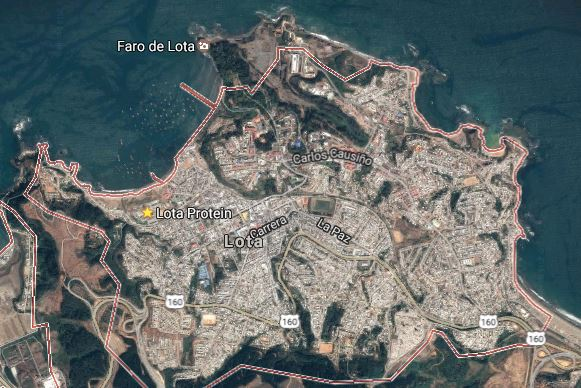 Faro de Lota
Carlos Causiño
Lota Protein
Carrera
La Paz
Lota
160
160
160
160